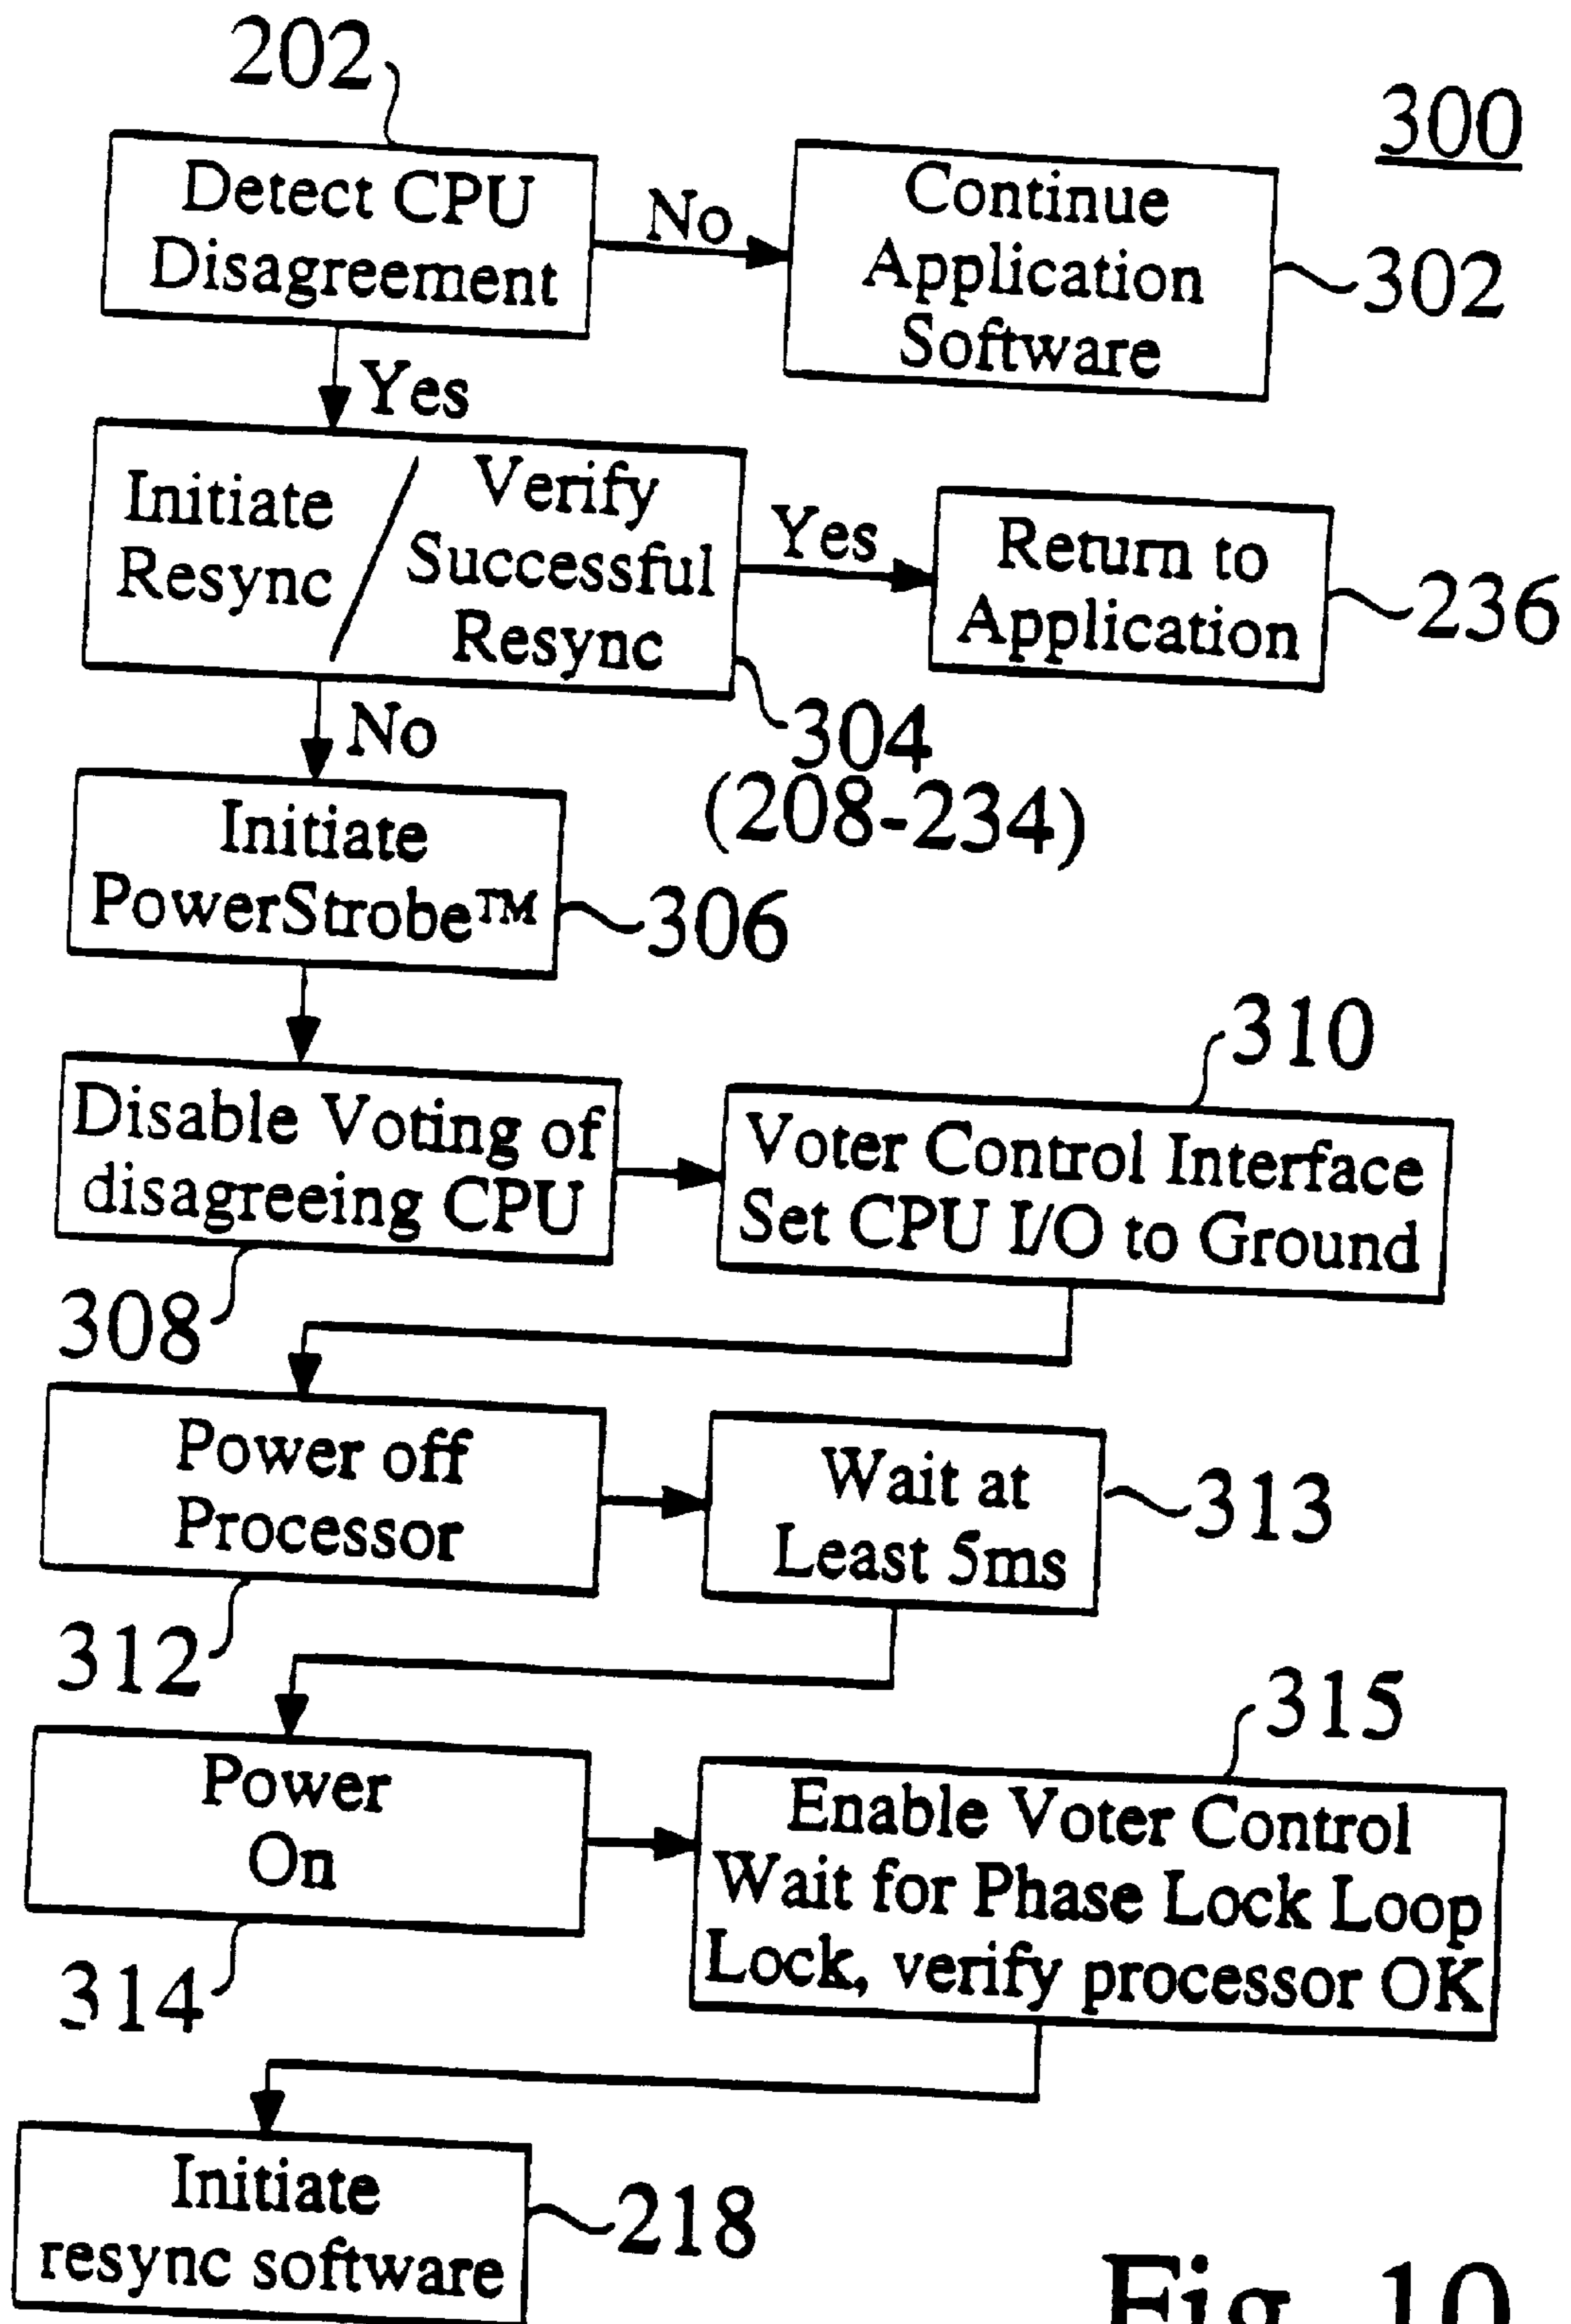 202
300
Detect CPU
Disagreement
No
Continue
Application
Software
302
Yes
Initiate
Resync
Verify
Successful
Resync
Yes
Return to
Application
236
304
(208-234)
No
Initiate
PowerStrobe™
306
310
Disable Voting of
disagreeing CPU
Voter Control Interface
Set CPU I/O to Ground
308
Power off
Processor
Wait at
Least 5ms
313
312
315
Power
On
Enable Voter Control
Wait for Phase Lock Loop
Lock, verify processor OK
314
Initiate
resync software
218
Fig. 10